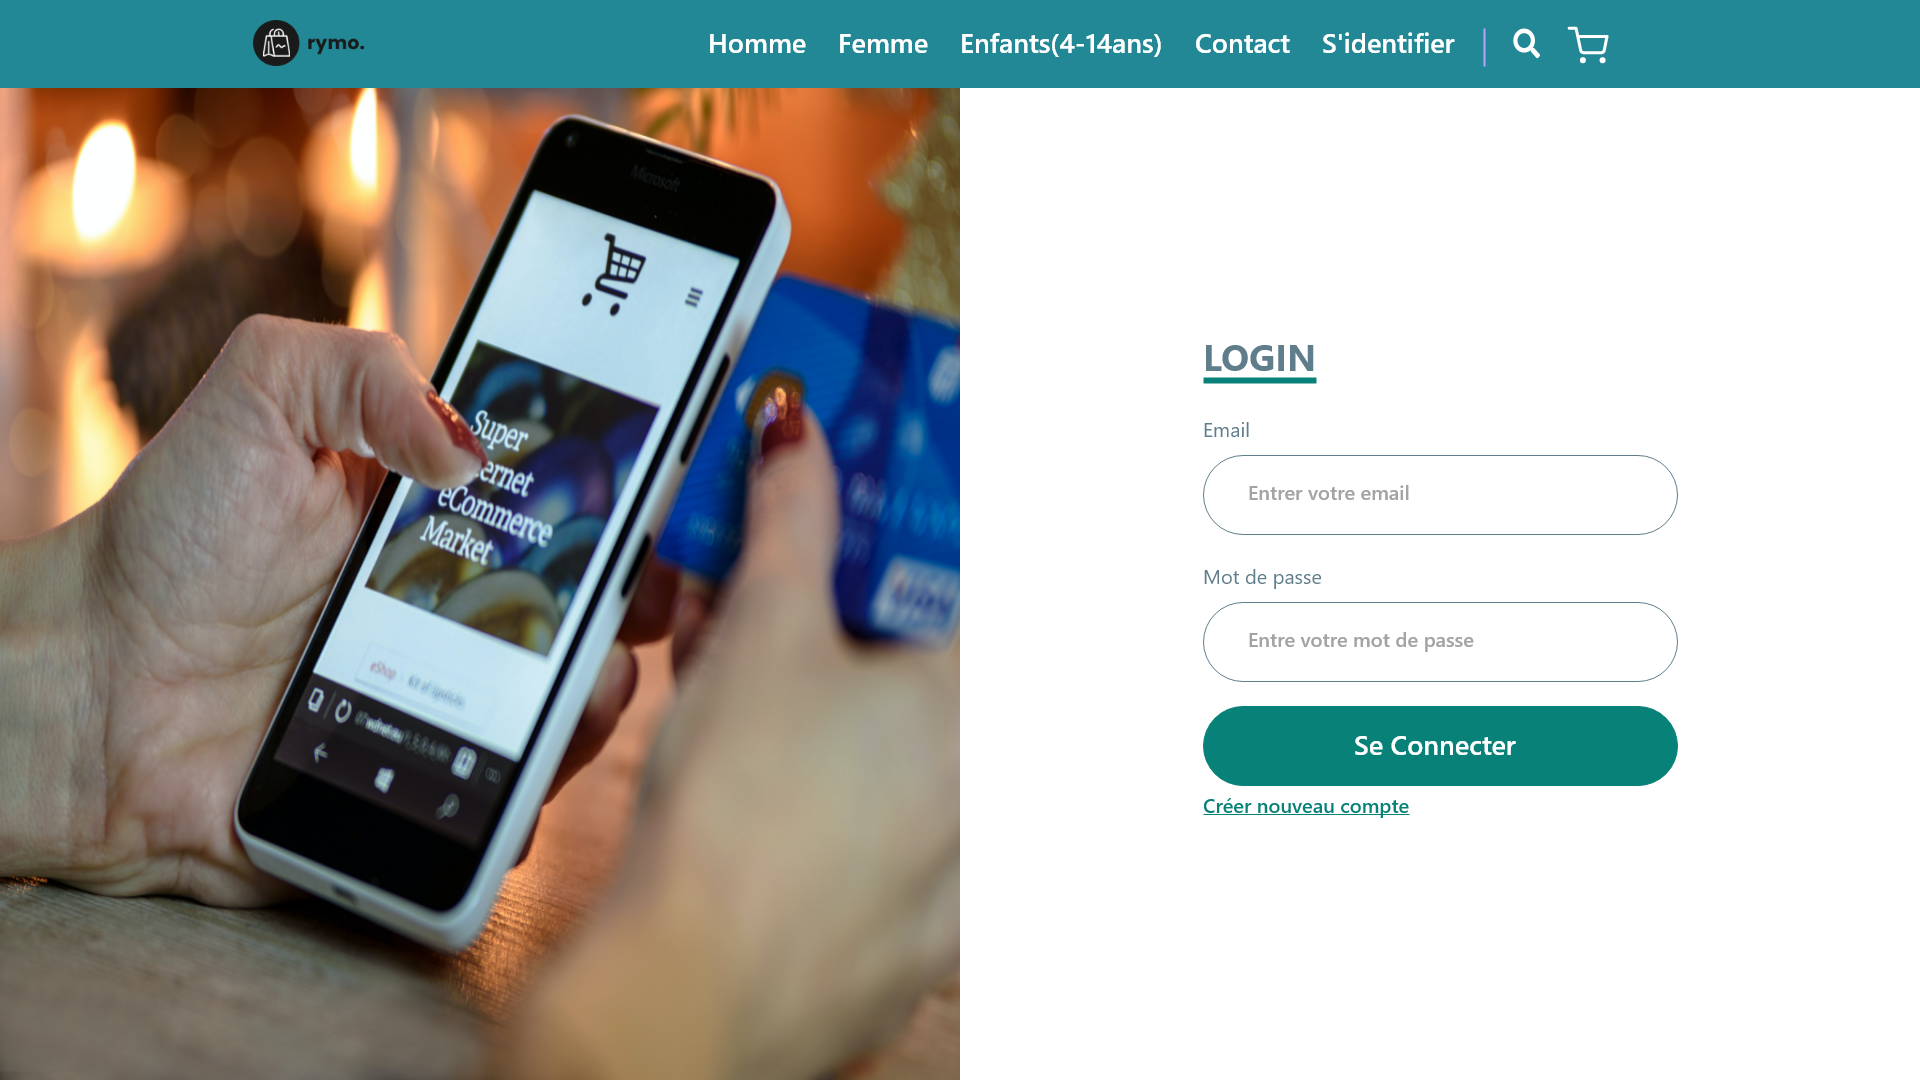 rymo.
Homme Femme Enfants(4-14ans) Contact S'identifier
Microsoft
Super
eCommerce
Market
eShop
LOGIN
Email
Entrer votre email
Mot de passe
Entre votre mot de passe
Se Connecter
Créer nouveau compte